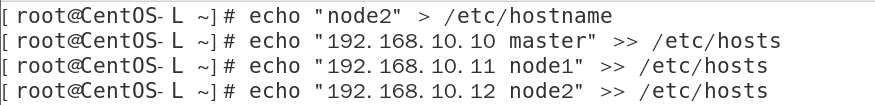 [root@CentOS-L ~]# echo "node2" > /etc/hostname
[root@CentOS-L ~]# echo "192.168.10.10 master" >> /etc/hosts
[root@CentOS-L ~]# echo "192.168.10.11 node1" >> /etc/hosts
[root@CentOS-L ~]# echo "192.168.10.12 node2" >> /etc/hosts